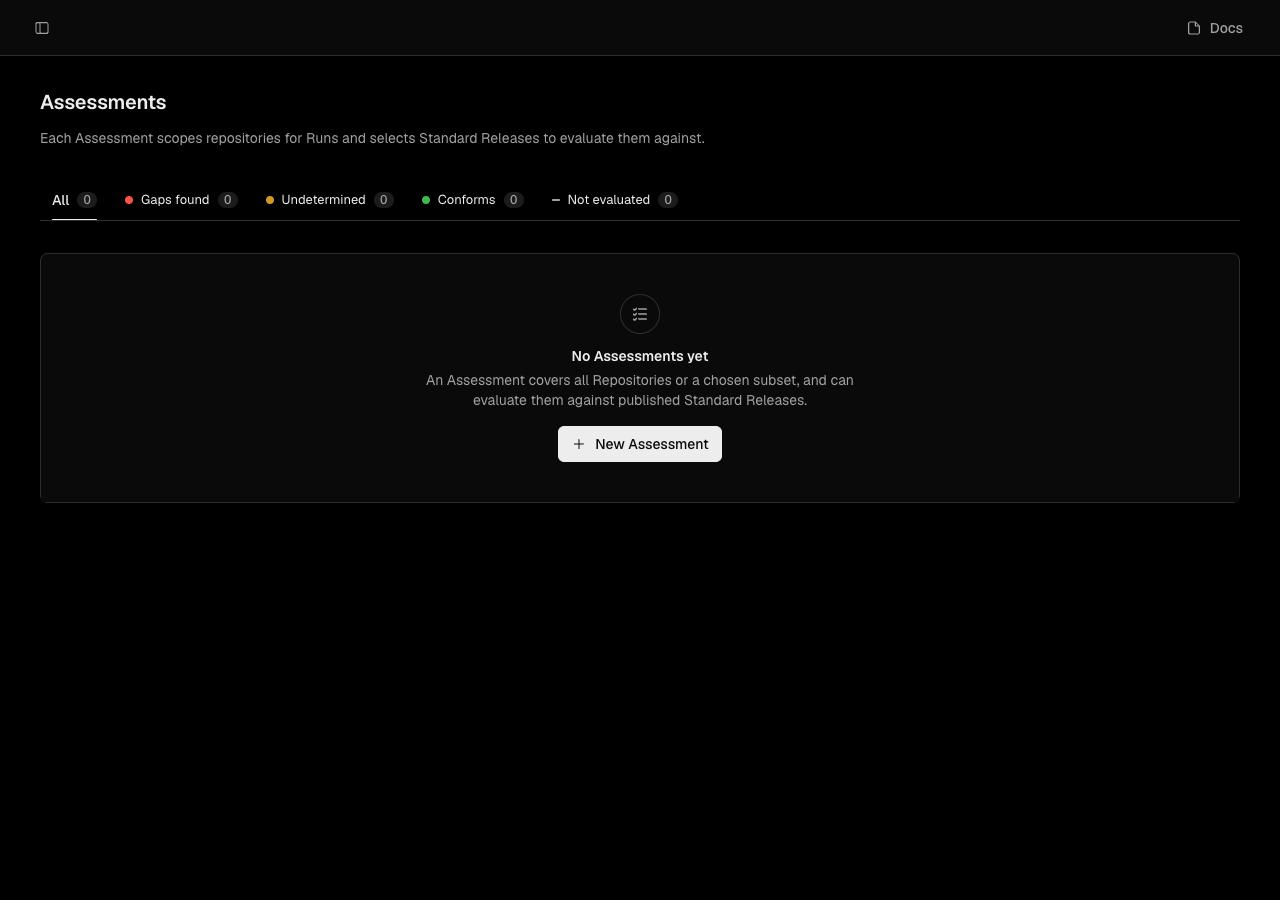 Docs
Assessments
Each Assessment scopes repositories for Runs and selects Standard Releases to evaluate them against.
All 0 Gaps found 0 Undetermined 0 Conforms 0 Not evaluated 0
No Assessments yet
An Assessment covers all Repositories or a chosen subset, and can
evaluate them against published Standard Releases.
New Assessment